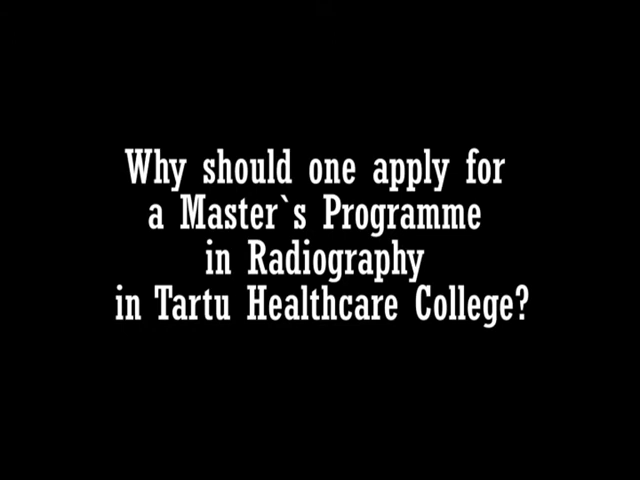 Why should one apply for
a Master`s Programme
in Radiography
in Tartu Healthcare College?